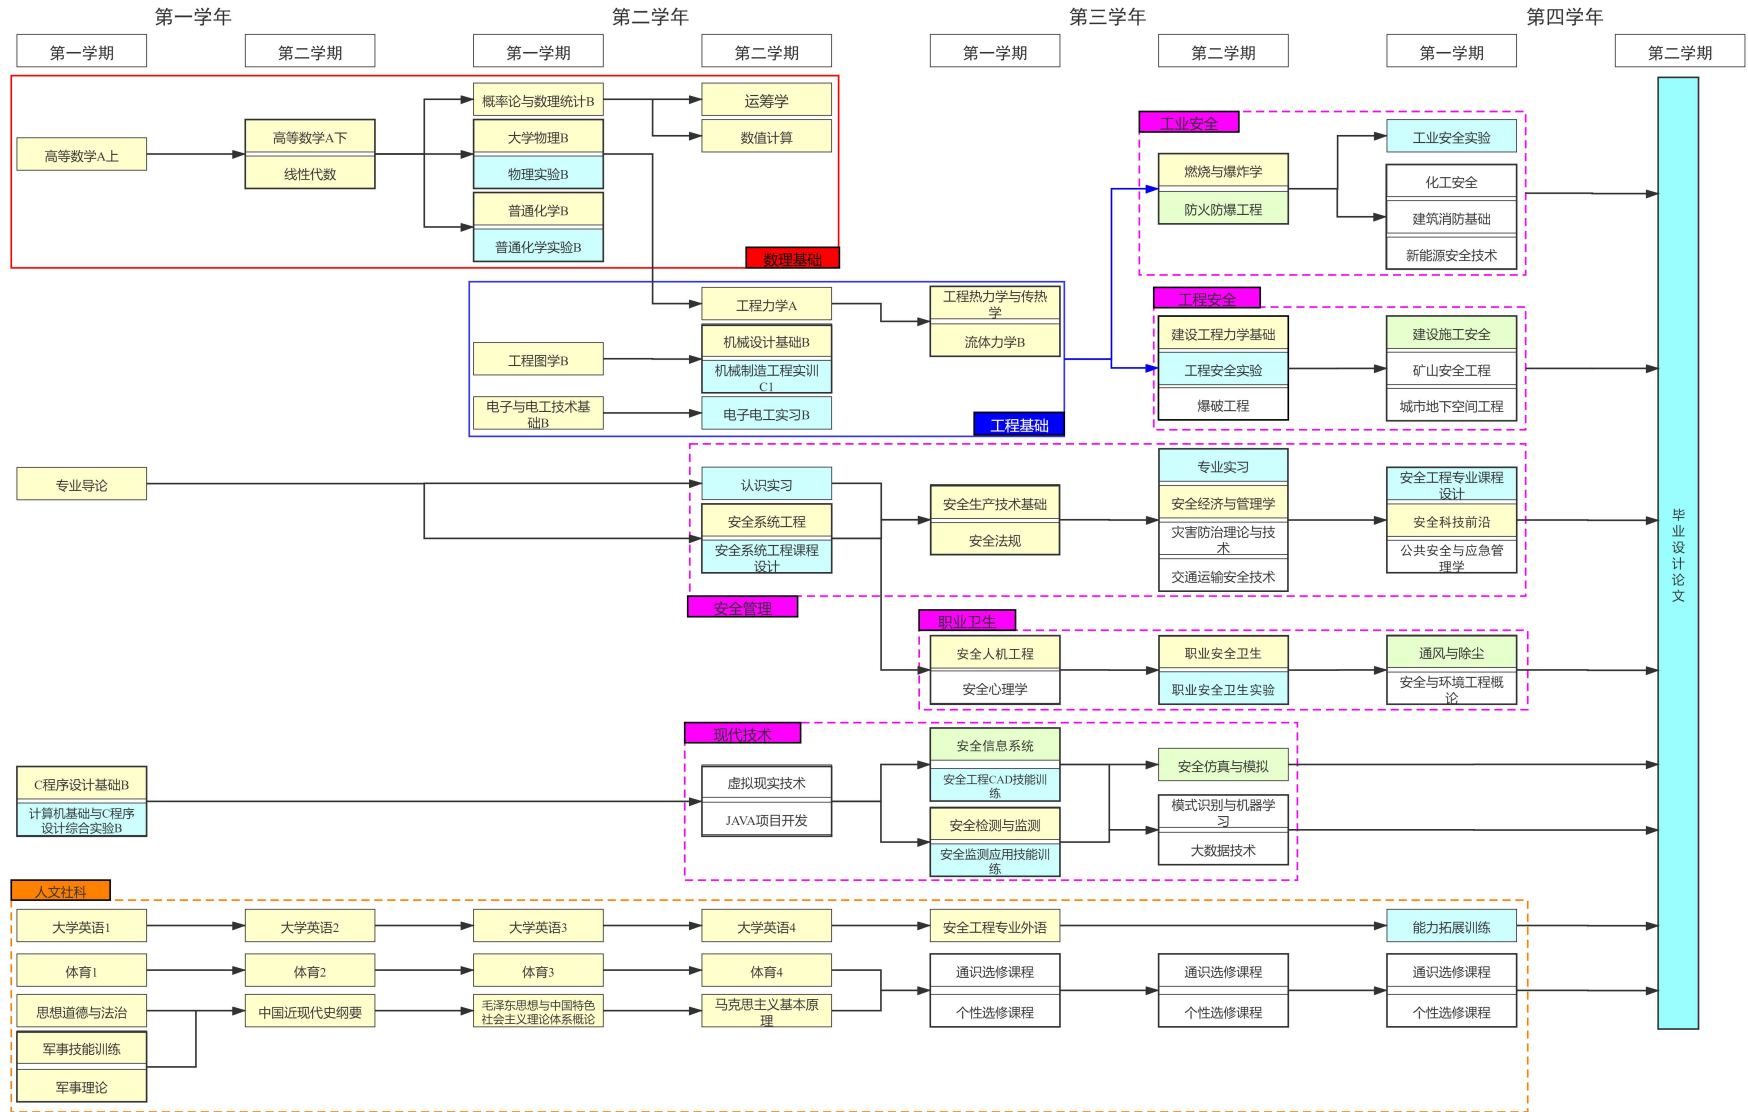 第一学年
第二学年
第三学年
第四学年
第一学期
第二学期
第一学期
第二学期
第一学期
第二学期
第一学期
第二学期
概率论与数理统计B
运筹学
工业安全
高等数学A上
高等数学A下
线性代数
大学物理B
物理实验B
数值计算
普通化学B
普通化学实验B
数理基础
燃烧与爆炸学
防火防爆工程
工业安全实验
化工安全
建筑消防基础
新能源安全技术
工程力学A
工程热力学与传热
学
流体力学B
工程图学B
机械设计基础B
机械制造工程实训
C1
电子与电工技术基
础B
电子电工实习B
工程基础
工程安全
建设工程力学基础
工程安全实验
爆破工程
建设施工安全
矿山安全工程
城市地下空间工程
专业导论
认识实习
安全系统工程
安全系统工程课程
设计
安全生产技术基础
安全法规
专业实习
安全经济与管理学
灾害防治理论与技
术
交通运输安全技术
安全工程专业课程
设计
安全科技前沿
公共安全与应急管
理学
安全管理
毕
业
设
计
论
文
职业卫生
安全人机工程
安全心理学
职业安全卫生
职业安全卫生实验
通风与除尘
安全与环境工程概
论
现代技术
C程序设计基础B
计算机基础与C程序
设计综合实验B
虚拟现实技术
JAVA项目开发
安全信息系统
安全工程CAD技能训
练
安全检测与监测
安全监测应用技能训
练
安全仿真与模拟
模式识别与机器学
习
大数据技术
人文社科
大学英语1
大学英语2
大学英语3
大学英语4
安全工程专业外语
能力拓展训练
体育1
体育2
体育3
体育4
通识选修课程
个性选修课程
通识选修课程
个性选修课程
通识选修课程
个性选修课程
思想道德与法治
中国近现代史纲要
毛泽东思想与中国特色
社会主义理论体系概论
马克思主义基本原
理
军事技能训练
军事理论